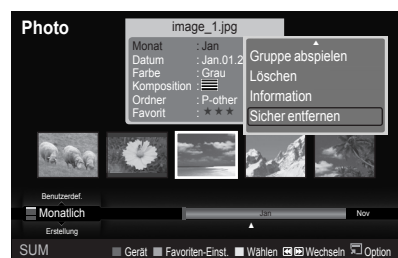 Photo
image_1.jpg
Monat : Jan
Datum : Jan.01.2
Farbe : Grau
Komposition :
Ordner : P-other
Favorit : ★★★
Gruppe abspielen
Löschen
Information
Sicher entfernen
Benutzerdef.
Monatlich
Jan
Nov
Erstellung
SUM
Gerät Favoriten-Einst. Wählen Wechseln Option